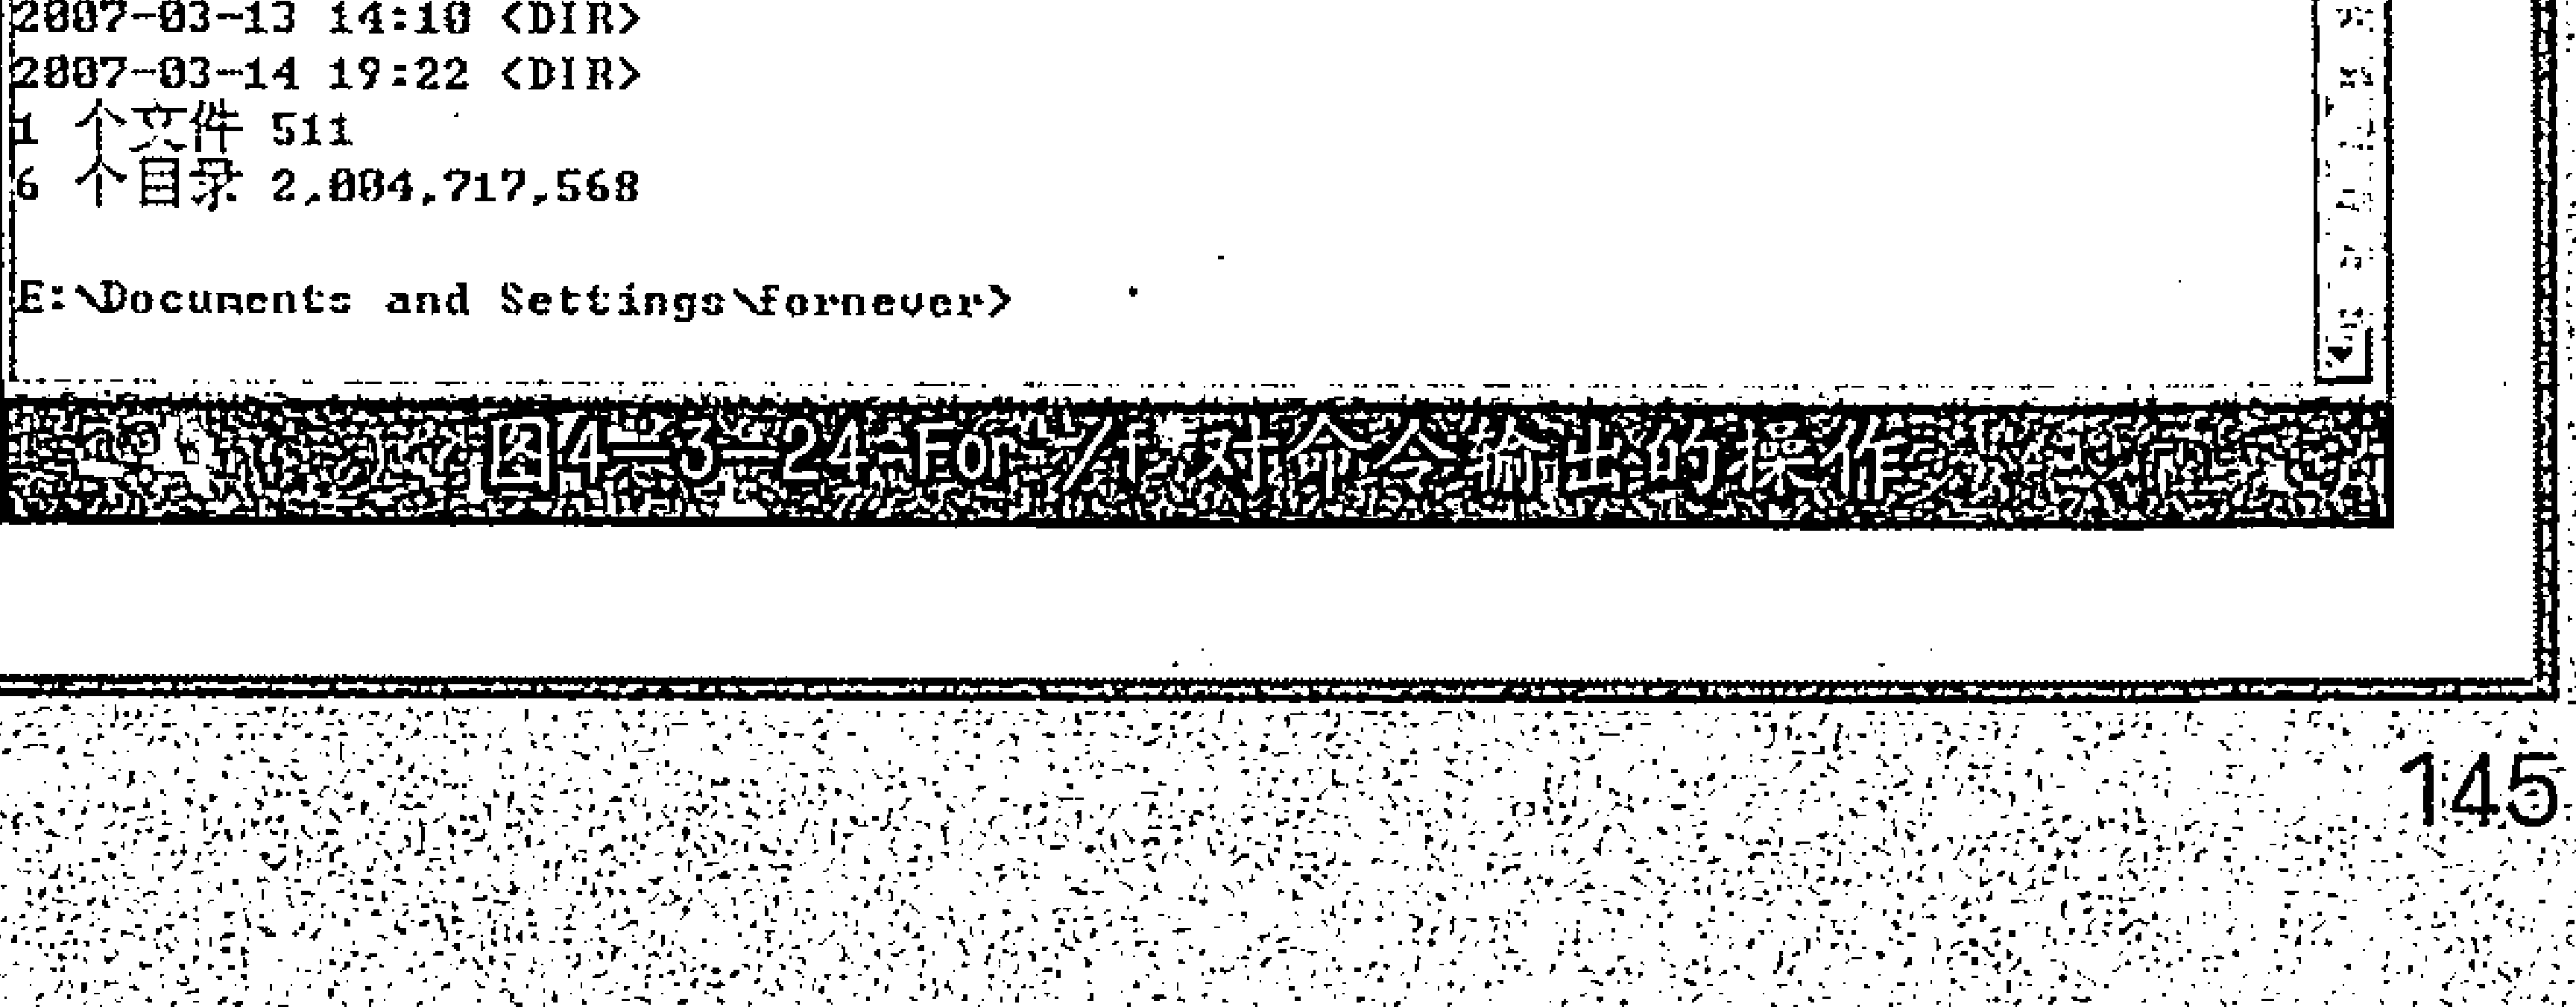 2007-03-13 14:10 <DIR>
2007-03-14 19:22 <DIR>
1 个文件 511
6 个目录 2,004,717,568
E:\Documents and Settings\fornever>
图4-3-24 For /f 对命令输出的操作
145